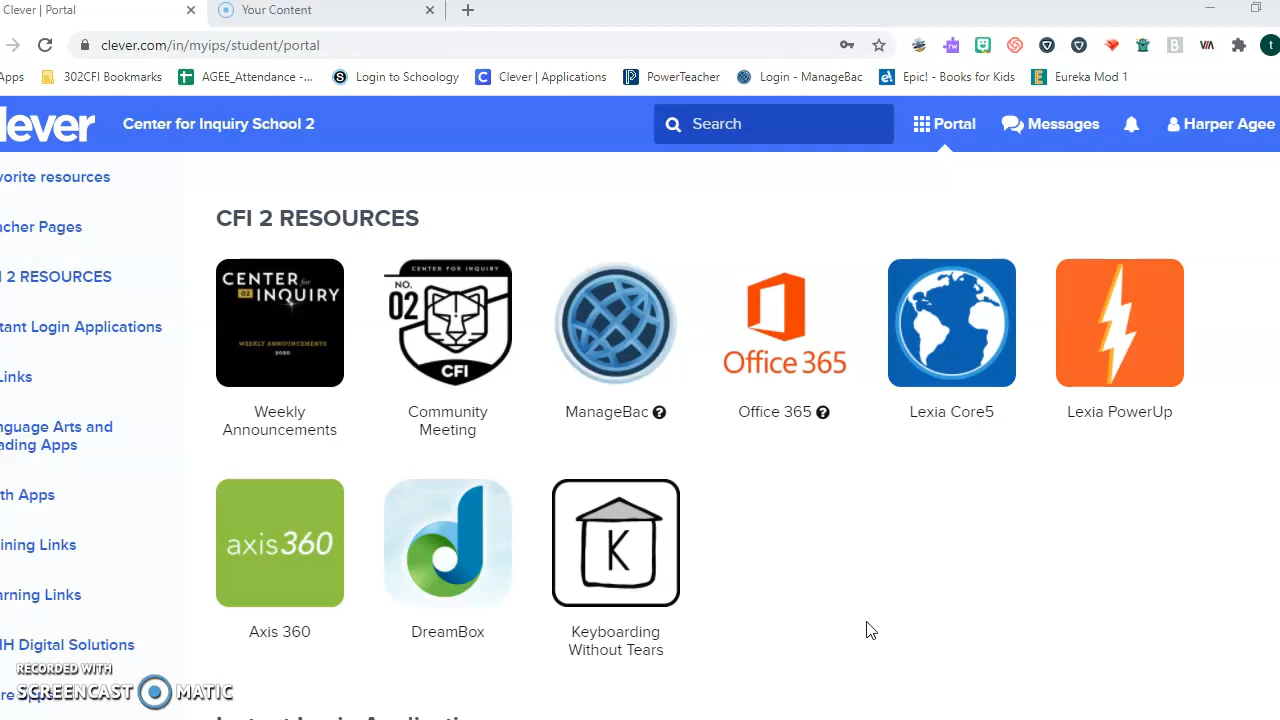 Clever | Portal
Your Content
clever.com/in/myips/student/portal
Apps 302CFI Bookmarks AGEE_Attendance -... Login to Schoology Clever | Applications PowerTeacher Login - ManageBac Epic! - Books for Kids Eureka Mod 1
lever
Center for Inquiry School 2
Search
Portal
Messages
Harper Agee
vorite resources
acher Pages
I 2 RESOURCES
tant Login Applications
Links
nguage Arts and
ading Apps
th Apps
ining Links
rning Links
IH Digital Solutions
CFI 2 RESOURCES
CENTER for
02 INQUIRY
WEEKLY ANNOUNCEMENTS
2020
Weekly
Announcements
CENTER FOR INQUIRY
NO.
02
CFI
Community
Meeting
ManageBac ?
Office 365
Office 365 ?
Lexia Core5
Lexia PowerUp
axis360
Axis 360
d
DreamBox
K
Keyboarding
Without Tears
RECORDED WITH
SCREENCAST MATIC